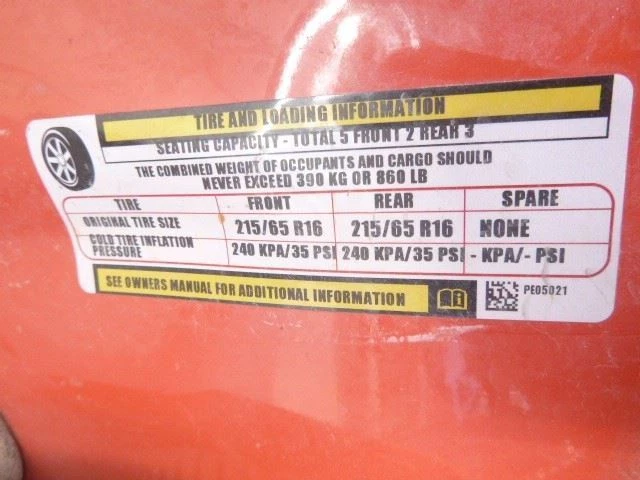 TIRE AND LOADING INFORMATION
SEATING CAPACITY - TOTAL 5 FRONT 2 REAR 3
THE COMBINED WEIGHT OF OCCUPANTS AND CARGO SHOULD
NEVER EXCEED 390 KG OR 860 LB
TIRE FRONT REAR SPARE
ORIGINAL TIRE SIZE 215/65 R16 215/65 R16 NONE
COLD TIRE INFLATION
PRESSURE 240 KPA/35 PSI 240 KPA/35 PSI - KPA/- PSI
SEE OWNERS MANUAL FOR ADDITIONAL INFORMATION
PE05021